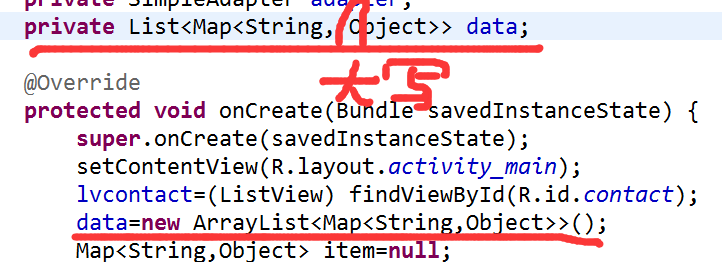 private SimpleAdapter adapter;
private List<Map<String, Object>> data;
大写
@Override
protected void onCreate(Bundle savedInstanceState) {
super.onCreate(savedInstanceState);
setContentView(R.layout.activity_main);
lvcontact=(ListView) findViewById(R.id.contact);
data=new ArrayList<Map<String,Object>>();
Map<String,Object> item=null;